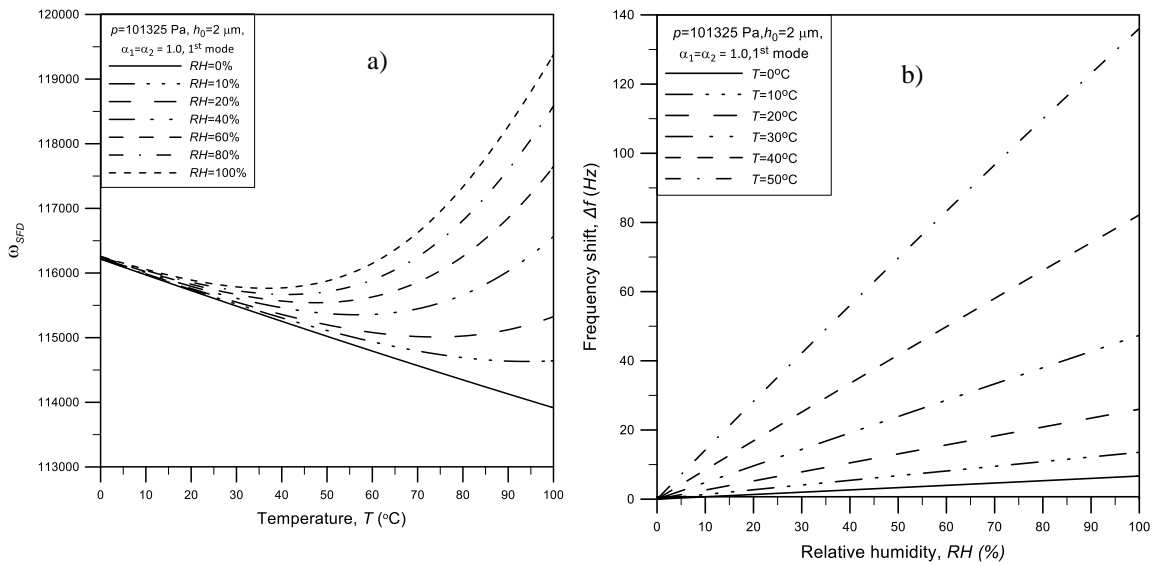 120000
119000
118000
117000
116000
115000
114000
113000
ω_SFD
p=101325 Pa, h₀=2 μm,
α₁=α₂ = 1.0, 1ˢᵗ mode
RH=0%
RH=10%
RH=20%
RH=40%
RH=60%
RH=80%
RH=100%
a)
0 10 20 30 40 50 60 70 80 90 100
Temperature, T (°C)
140
120
100
80
60
40
20
0
Frequency shift, Δf (Hz)
p=101325 Pa,h₀=2 μm,
α₁=α₂ = 1.0,1ˢᵗ mode
T=0°C
T=10°C
T=20°C
T=30°C
T=40°C
T=50°C
b)
0 10 20 30 40 50 60 70 80 90 100
Relative humidity, RH (%)